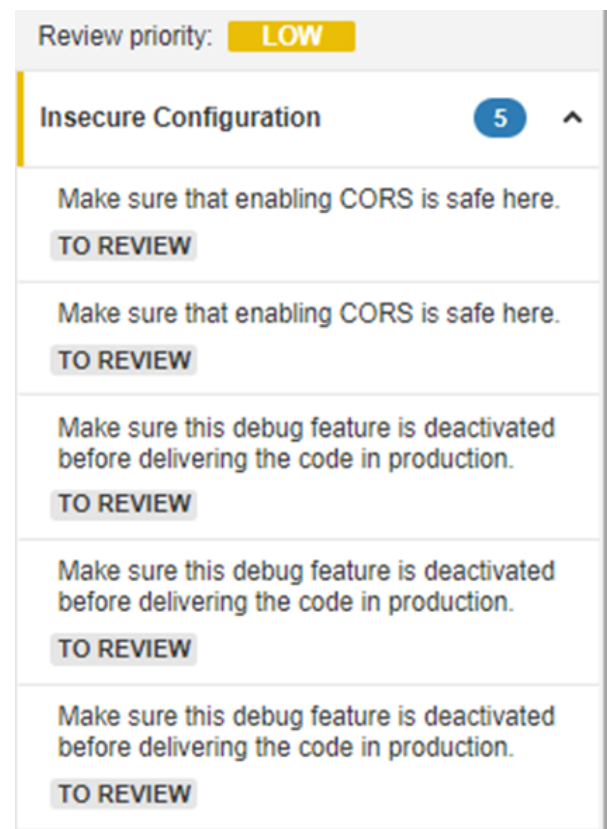 Review priority: LOW
Insecure Configuration 5
Make sure that enabling CORS is safe here.
TO REVIEW
Make sure that enabling CORS is safe here.
TO REVIEW
Make sure this debug feature is deactivated
before delivering the code in production.
TO REVIEW
Make sure this debug feature is deactivated
before delivering the code in production.
TO REVIEW
Make sure this debug feature is deactivated
before delivering the code in production.
TO REVIEW